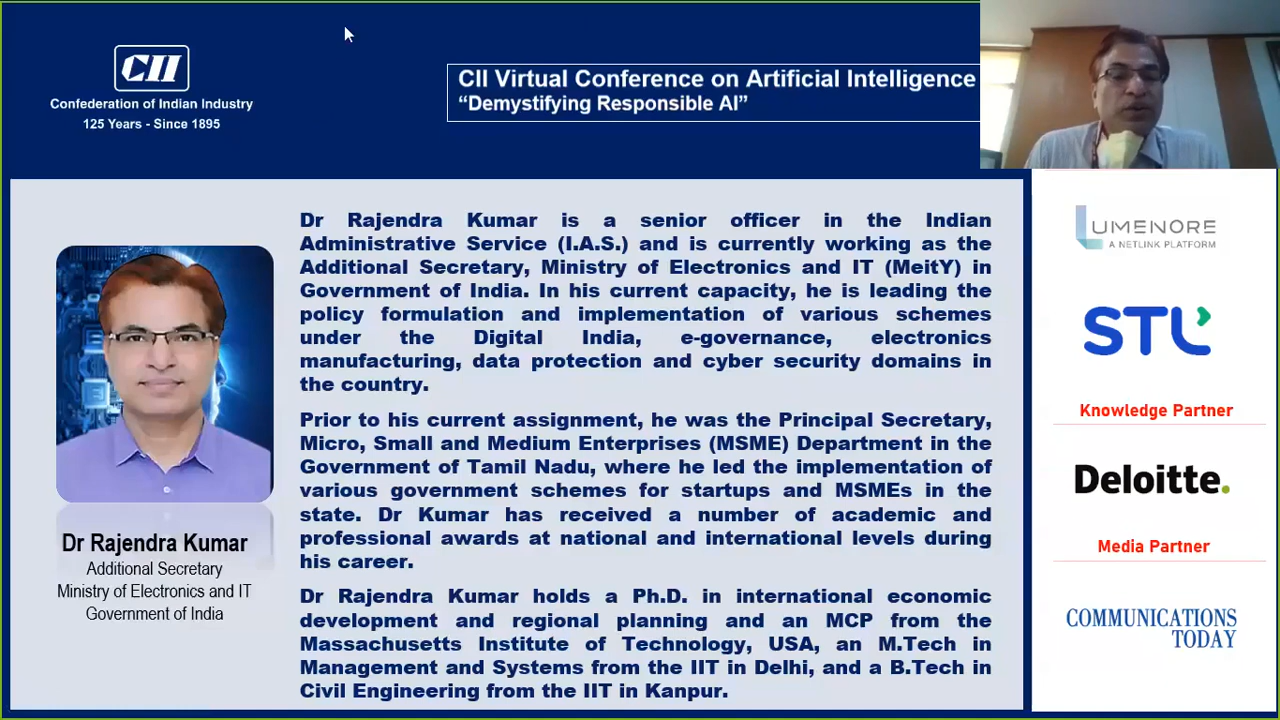 CII
Confederation of Indian Industry
125 Years - Since 1895
CII Virtual Conference on Artificial Intelligence
“Demystifying Responsible AI”
Dr Rajendra Kumar
Additional Secretary
Ministry of Electronics and IT
Government of India
Dr Rajendra Kumar is a senior officer in the Indian
Administrative Service (I.A.S.) and is currently working as the
Additional Secretary, Ministry of Electronics and IT (MeitY) in
Government of India. In his current capacity, he is leading the
policy formulation and implementation of various schemes
under the Digital India, e-governance, electronics
manufacturing, data protection and cyber security domains in
the country.
Prior to his current assignment, he was the Principal Secretary,
Micro, Small and Medium Enterprises (MSME) Department in the
Government of Tamil Nadu, where he led the implementation of
various government schemes for startups and MSMEs in the
state. Dr Kumar has received a number of academic and
professional awards at national and international levels during
his career.
Dr Rajendra Kumar holds a Ph.D. in international economic
development and regional planning and an MCP from the
Massachusetts Institute of Technology, USA, an M.Tech in
Management and Systems from the IIT in Delhi, and a B.Tech in
Civil Engineering from the IIT in Kanpur.
LUMENORE
A NETLINK PLATFORM
STL
Knowledge Partner
Deloitte.
Media Partner
COMMUNICATIONS
TODAY